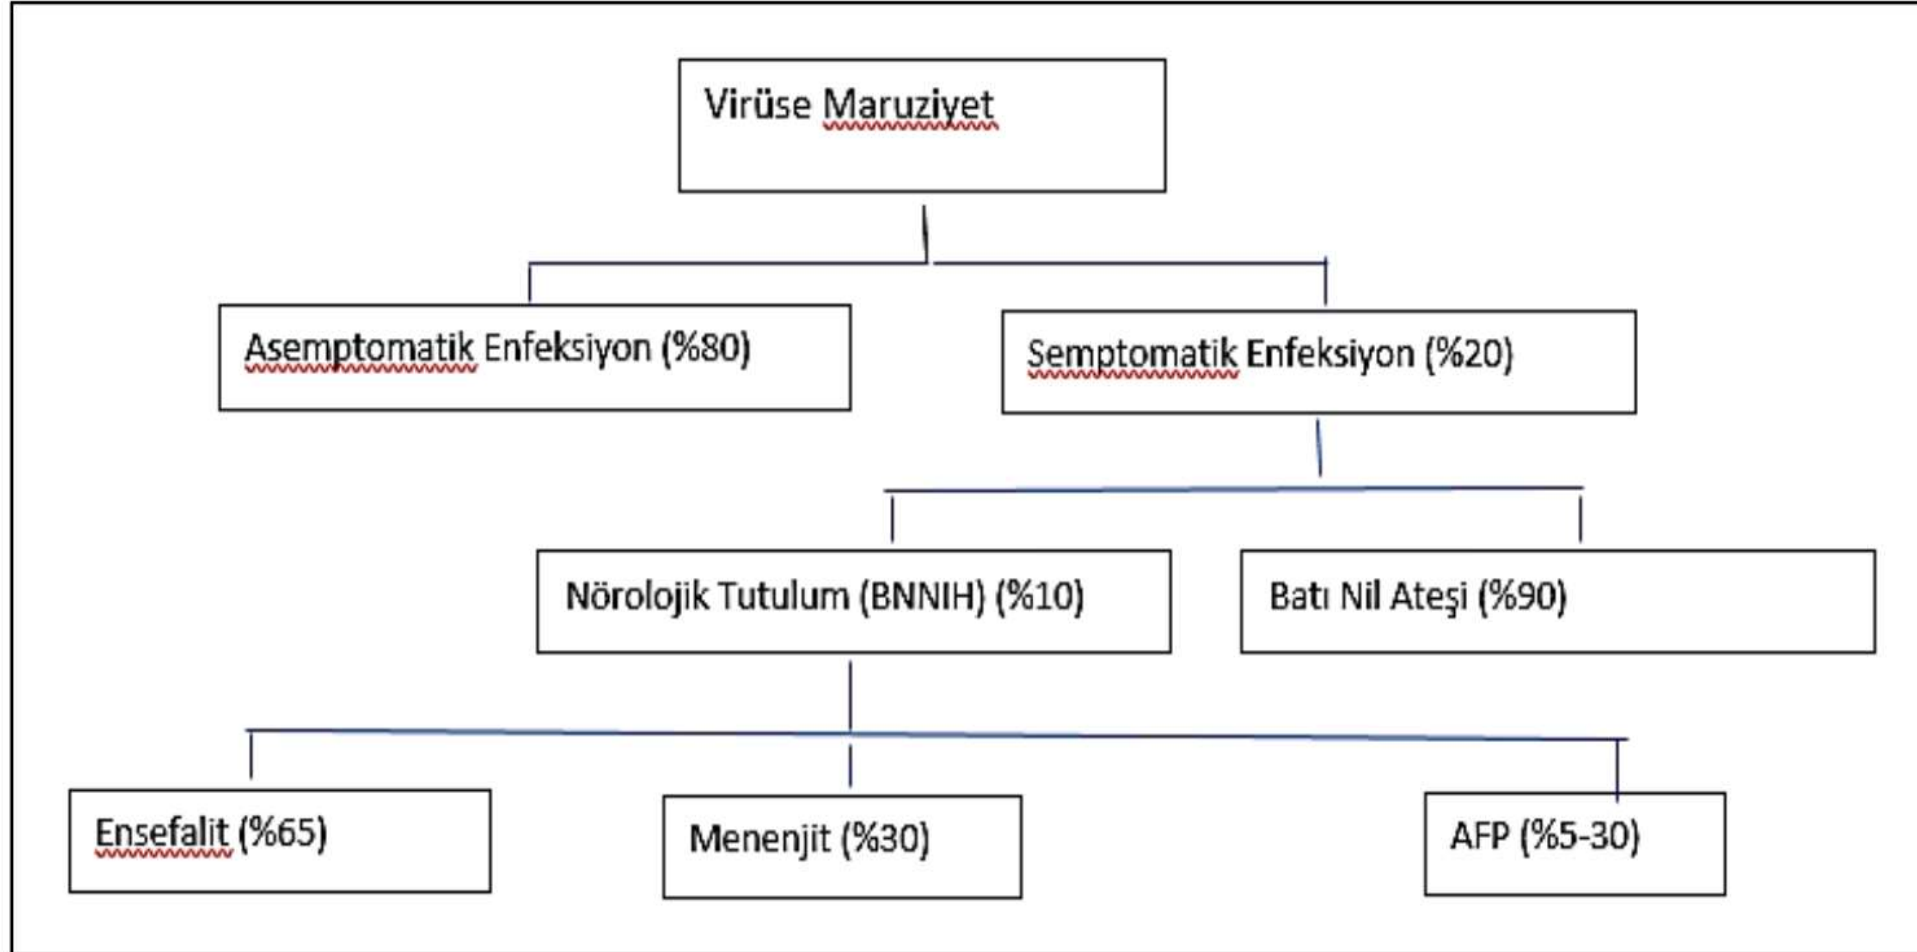 Virüse Maruziyet
Asemptomatik Enfeksiyon (%80)
Semptomatik Enfeksiyon (%20)
Nörolojik Tutulum (BNNIH) (%10)
Batı Nil Ateşi (%90)
Ensefalit (%65)
Menenjit (%30)
AFP (%5-30)